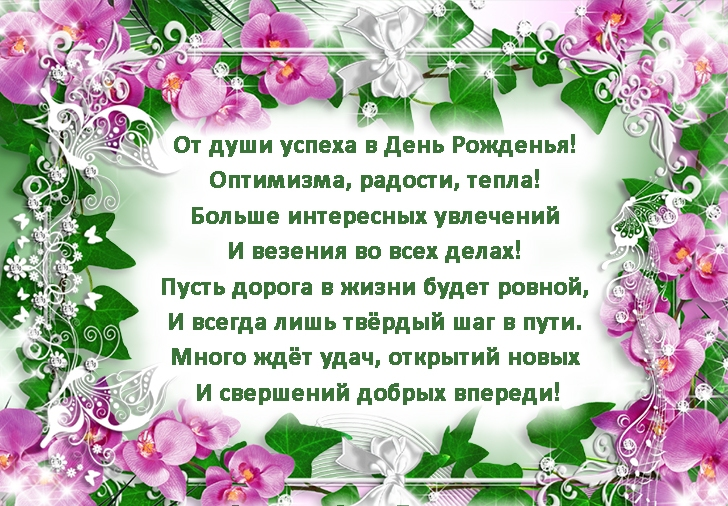 От души успеха в День Рожденья!
Оптимизма, радости, тепла!
Больше интересных увлечений
И везения во всех делах!
Пусть дорога в жизни будет ровной,
И всегда лишь твёрдый шаг в пути.
Много ждёт удач, открытий новых
И свершений добрых впереди!